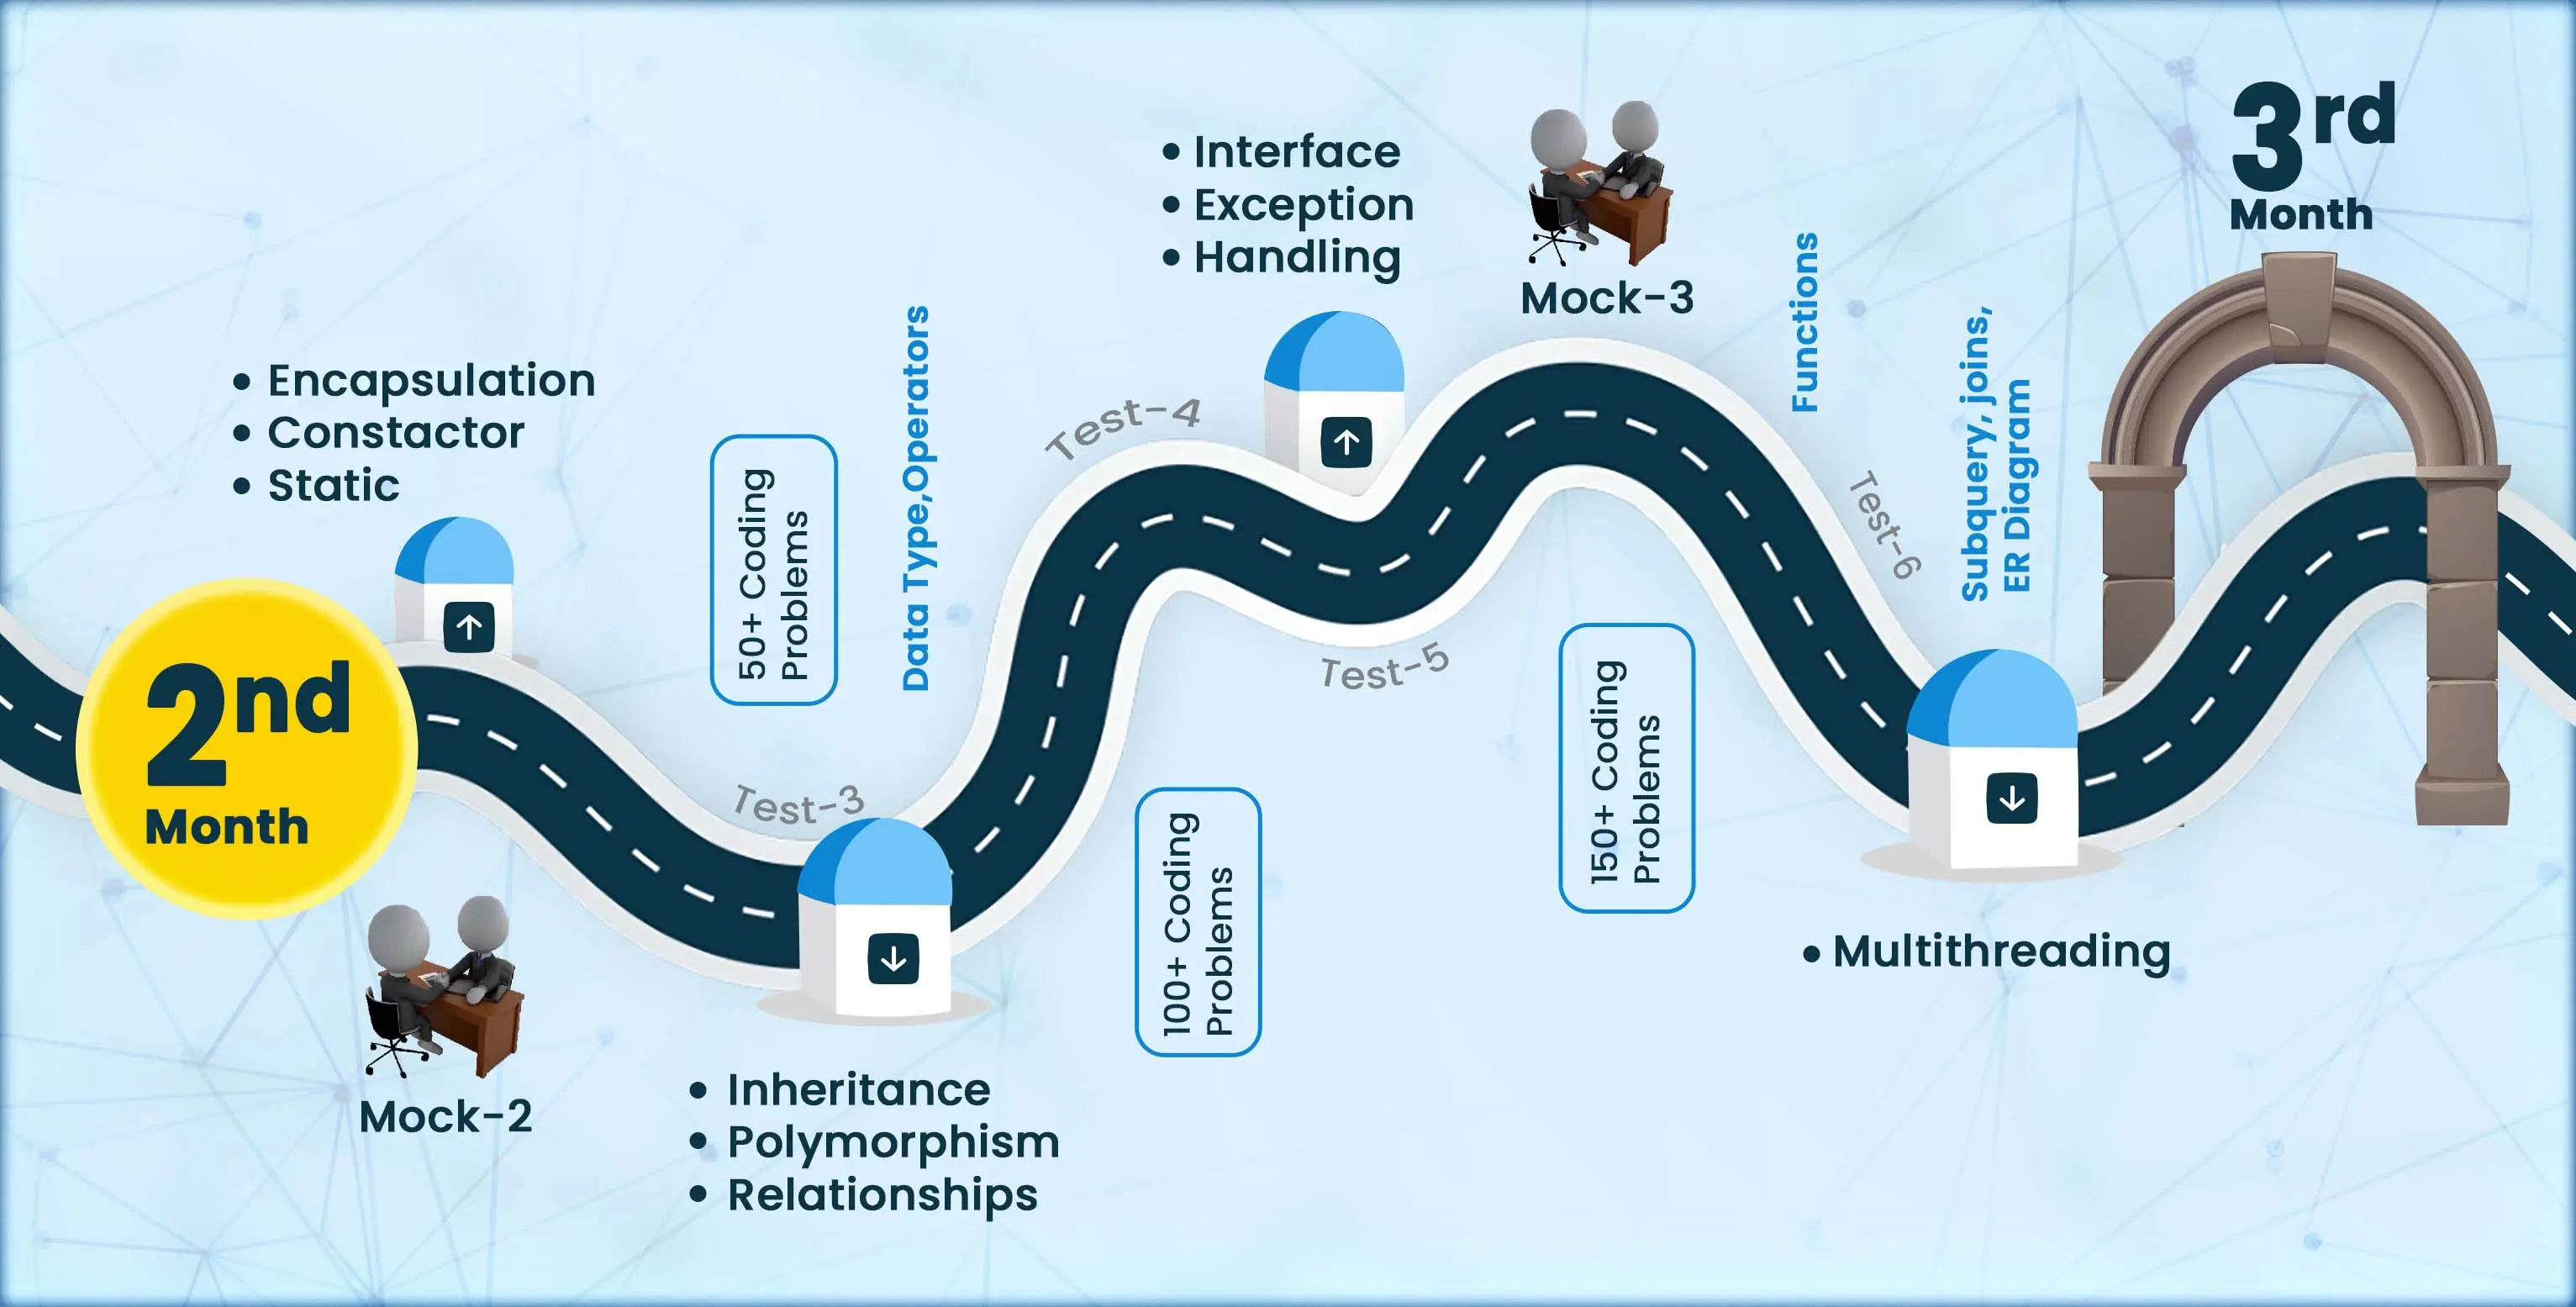 2nd
Month
• Encapsulation
• Constactor
• Static
Mock-2
50+ Coding
Problems
Data Type,Operators
Test-3
• Inheritance
• Polymorphism
• Relationships
Test-4
100+ Coding
Problems
• Interface
• Exception
• Handling
Test-5
Mock-3
150+ Coding
Problems
Functions
Test-6
Subquery, joins,
ER Diagram
• Multithreading
3rd
Month